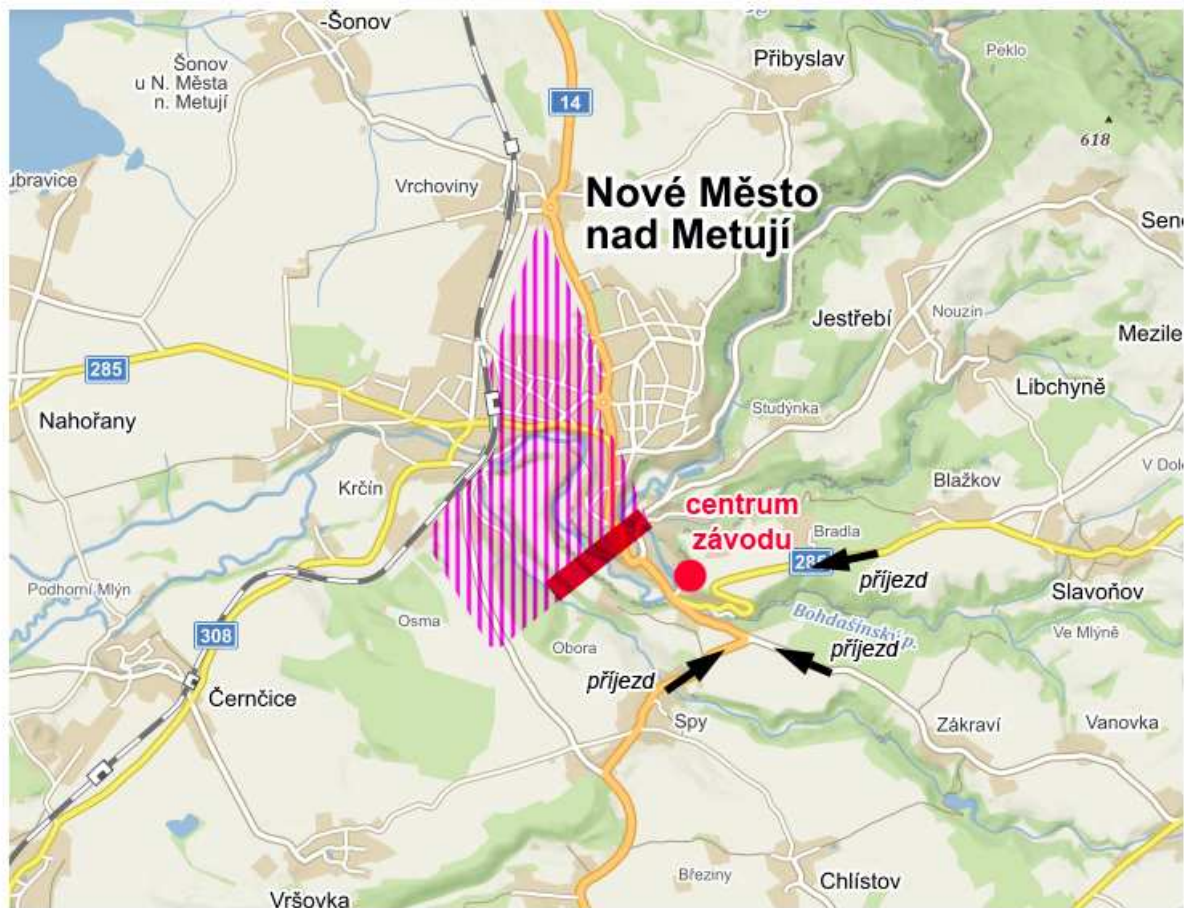 -Šonov
Šonov
u N. Města
n. Metují
Přibyslav
Peklo
14
618
ubravice
Vrchoviny
Nové Město
nad Metují
Sen
Jestřebí
Nouzín
Mezile
285
Libchyně
Nahořany
Studýnka
Krčín
V Dol
Blažkov
centrum
závodu
Bradla
285
příjezd
Slavoňov
Podhorní Mlýn
Osma
308
Bohdašínský p.
Ve Mlýně
Obora
příjezd
příjezd
Černčice
Spy
Zákraví
Vanovka
Březiny
Chlístov
Vršovka